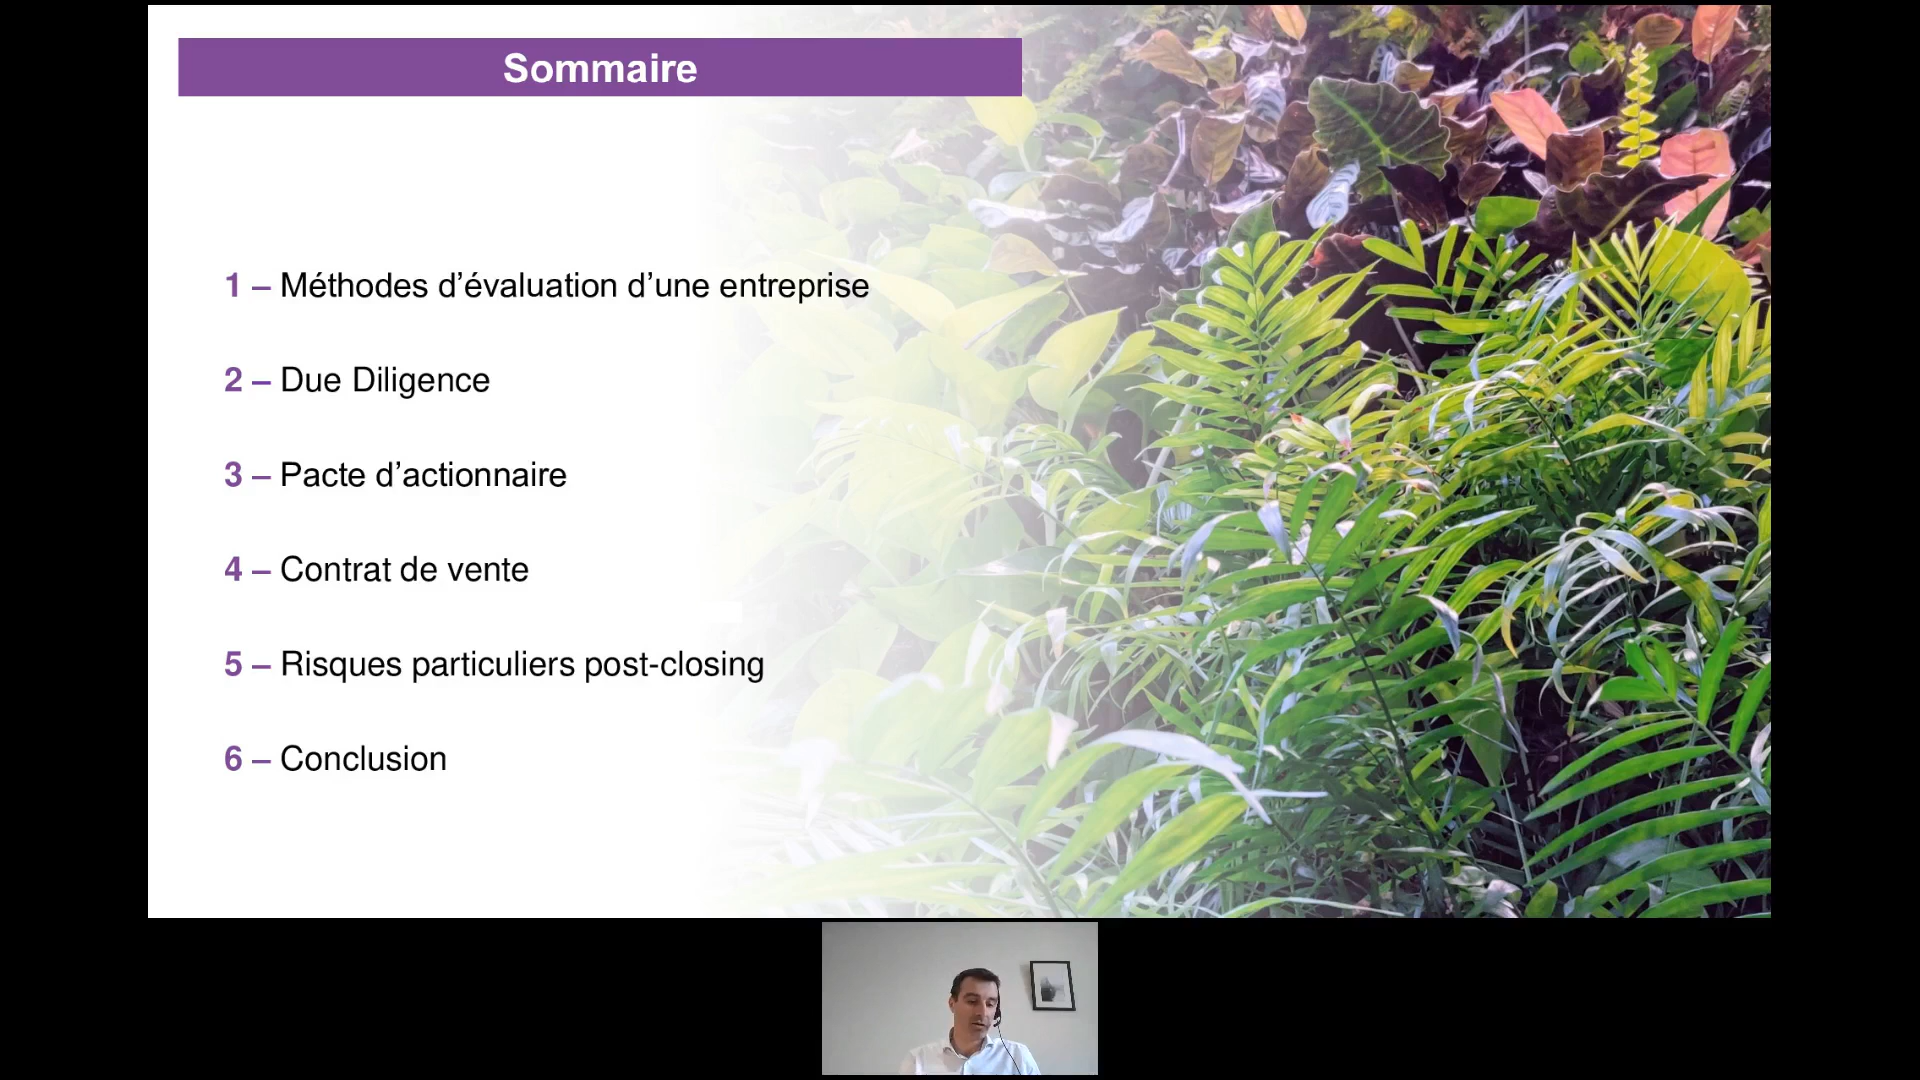 Sommaire
1 – Méthodes d’évaluation d’une entreprise
2 – Due Diligence
3 – Pacte d’actionnaire
4 – Contrat de vente
5 – Risques particuliers post-closing
6 – Conclusion